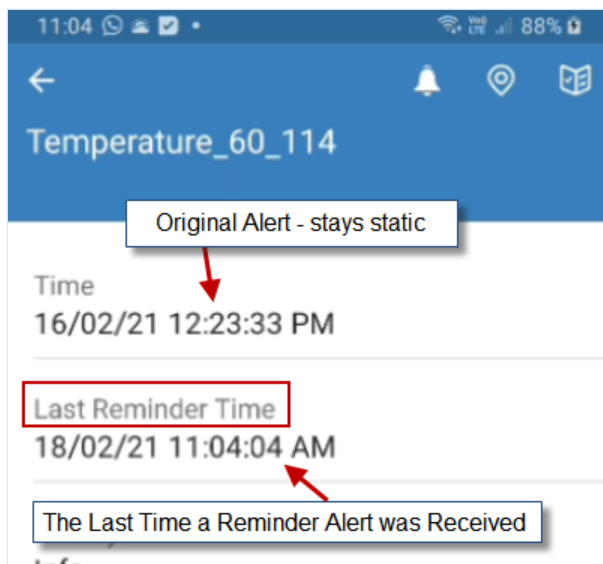 11:04
88%
Temperature_60_114
Original Alert - stays static
Time
16/02/21 12:23:33 PM
Last Reminder Time
18/02/21 11:04:04 AM
The Last Time a Reminder Alert was Received